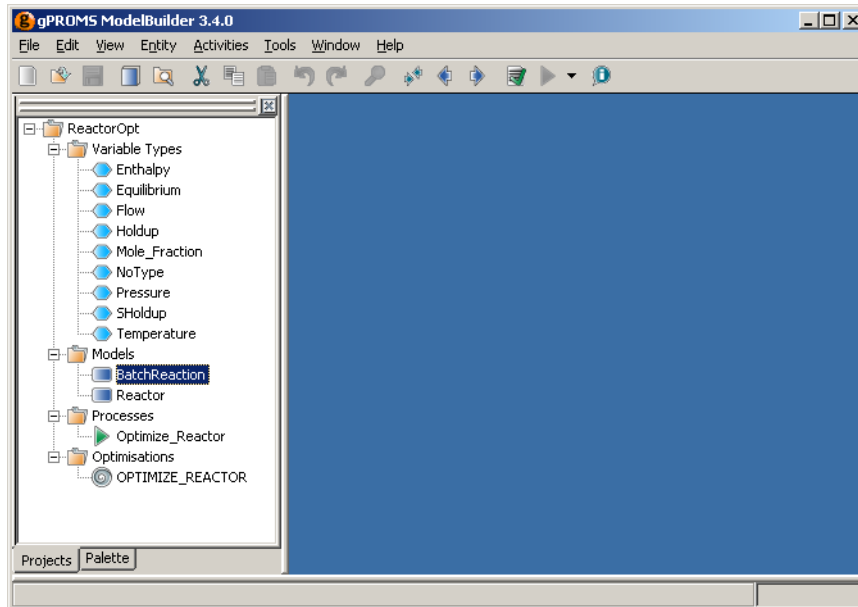 gPROMS ModelBuilder 3.4.0
File Edit View Entity Activities Tools Window Help
ReactorOpt
Variable Types
Enthalpy
Equilibrium
Flow
Holdup
Mole_Fraction
NoType
Pressure
SHoldup
Temperature
Models
BatchReaction
Reactor
Processes
Optimize_Reactor
Optimisations
OPTIMIZE_REACTOR
Projects Palette